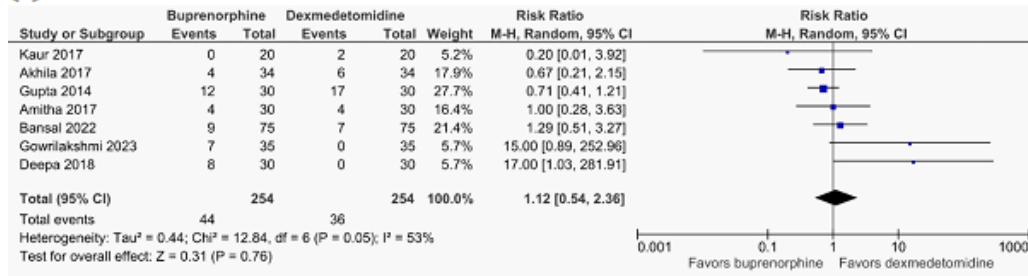 Buprenorphine Dexmedetomidine Risk Ratio Risk Ratio
Study or Subgroup Events Total Events Total Weight M-H, Random, 95% CI M-H, Random, 95% CI
Kaur 2017 0 20 2 20 5.2% 0.20 [0.01, 3.92]
Akhila 2017 4 34 6 34 17.9% 0.67 [0.21, 2.15]
Gupta 2014 12 30 17 30 27.7% 0.71 [0.41, 1.21]
Amitha 2017 4 30 4 30 16.4% 1.00 [0.28, 3.63]
Bansal 2022 9 75 7 75 21.4% 1.29 [0.51, 3.27]
Gowrilakshmi 2023 7 35 0 35 5.7% 15.00 [0.89, 252.96]
Deepa 2018 8 30 0 30 5.7% 17.00 [1.03, 281.91]
Total (95% CI) 254 254 100.0% 1.12 [0.54, 2.36]
Total events 44 36
Heterogeneity: Tau² = 0.44; Chi² = 12.84, df = 6 (P = 0.05); I² = 53%
Test for overall effect: Z = 0.31 (P = 0.76)
0.001 0.1 1 10 1000
Favors buprenorphine Favors dexmedetomidine